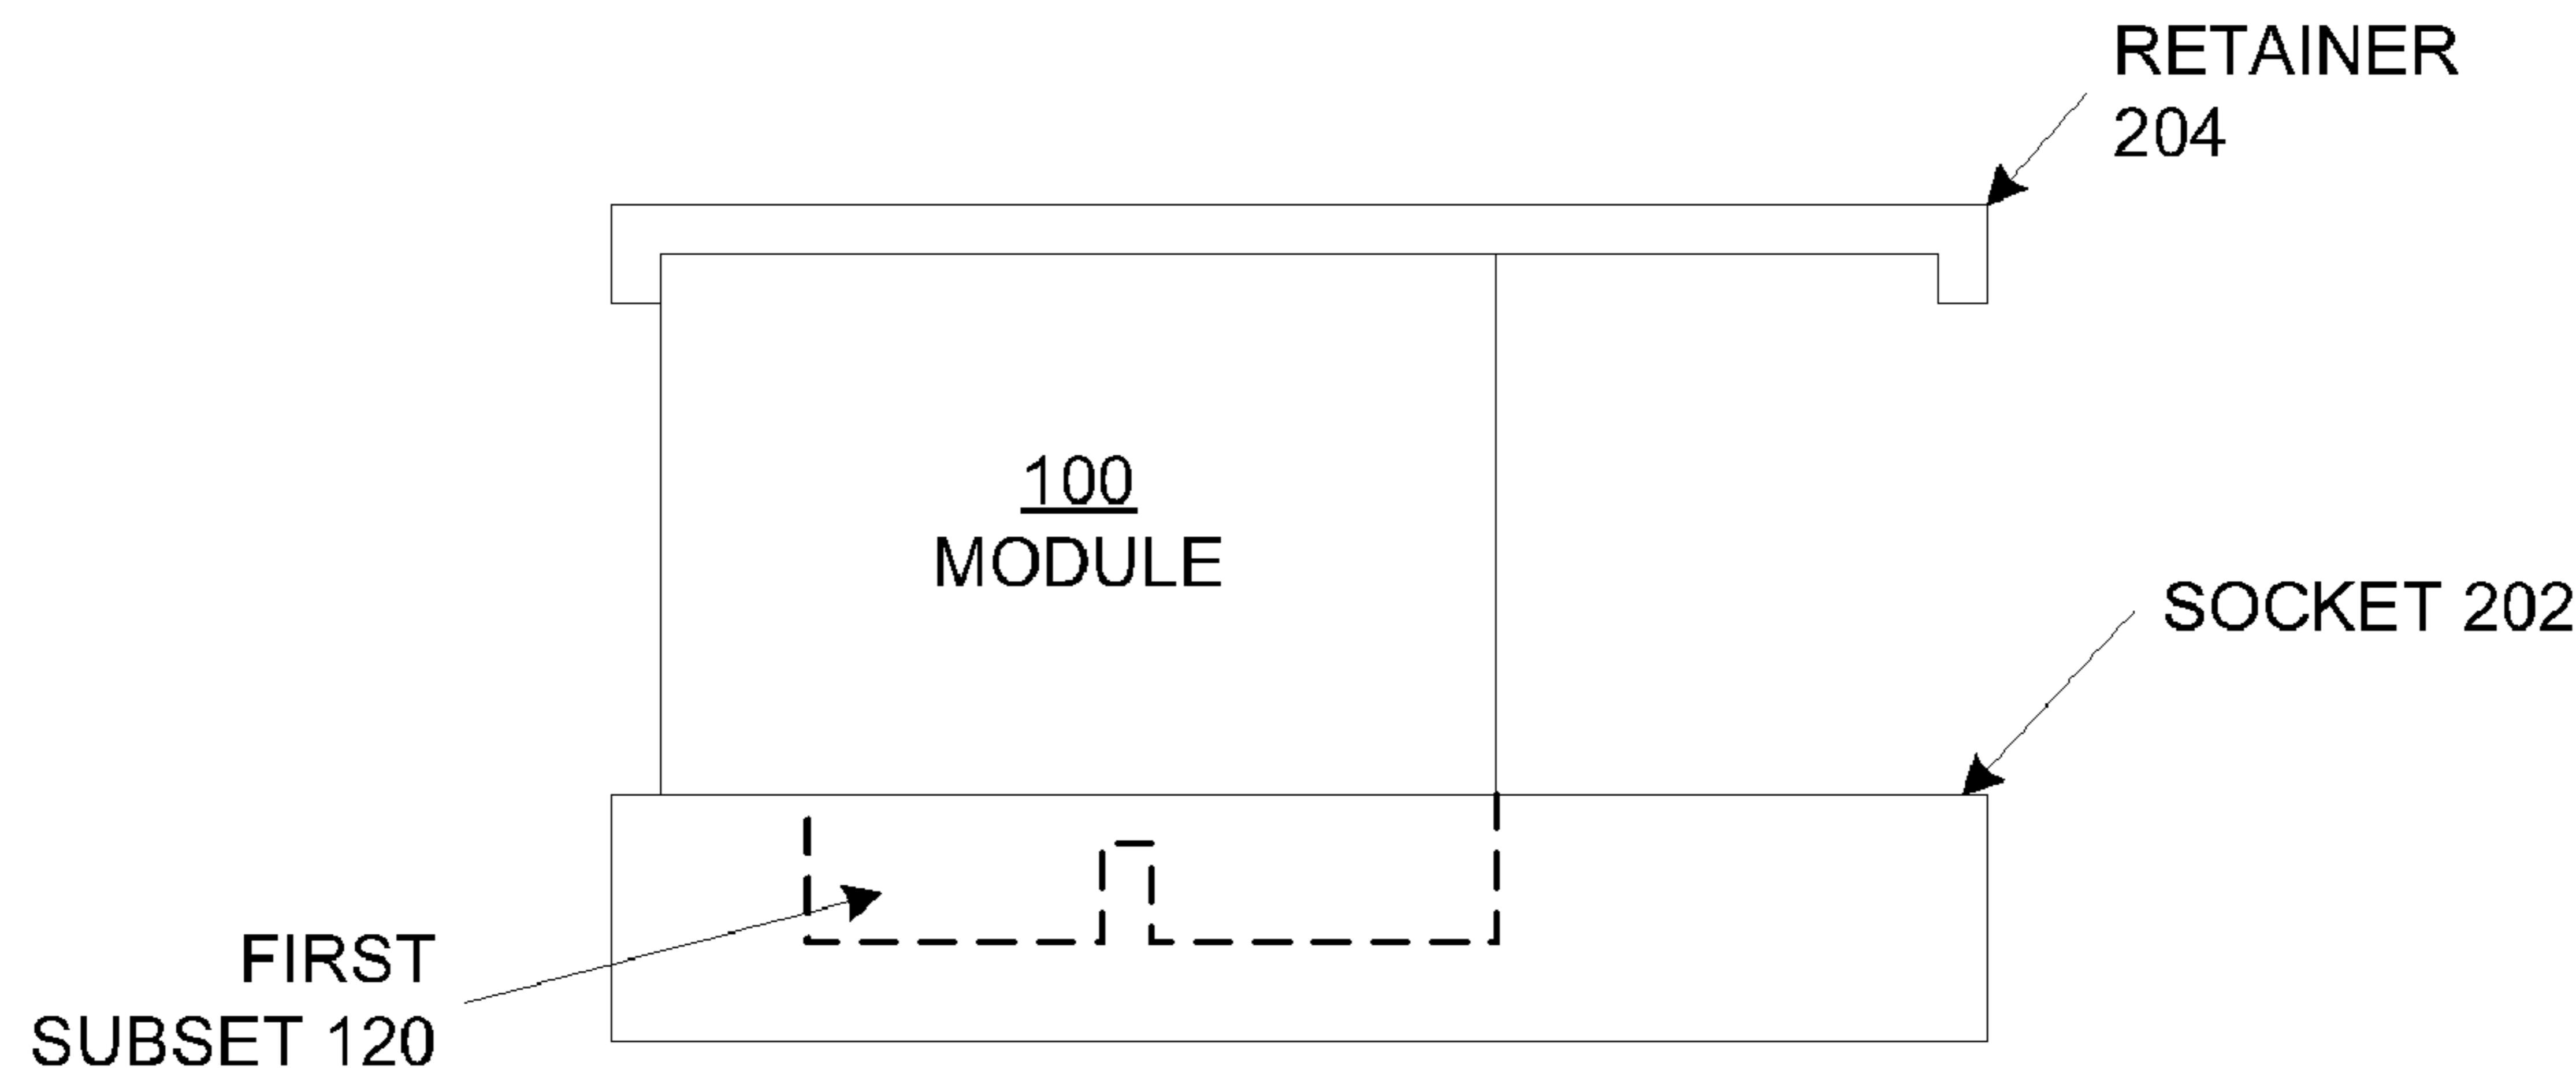 RETAINER
204
100
MODULE
SOCKET 202
FIRST
SUBSET 120